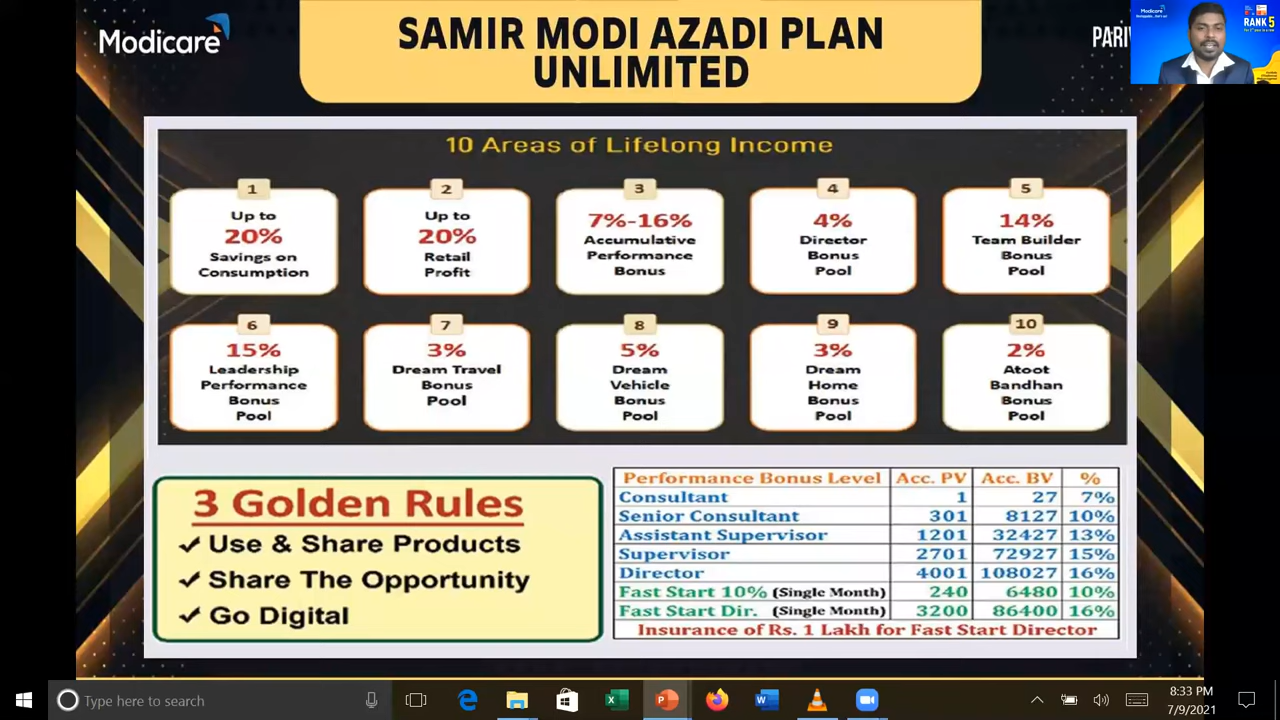 Modicare
SAMIR MODI AZADI PLAN
UNLIMITED
Modicare
RANK 5
10 Areas of Lifelong Income
1
Up to
20%
Savings on
Consumption
2
Up to
20%
Retail
Profit
3
7%-16%
Accumulative
Performance
Bonus
4
4%
Director
Bonus
Pool
5
14%
Team Builder
Bonus
Pool
6
15%
Leadership
Performance
Bonus
Pool
7
3%
Dream Travel
Bonus
Pool
8
5%
Dream
Vehicle
Bonus
Pool
9
3%
Dream
Home
Bonus
Pool
10
2%
Atoot
Bandhan
Bonus
Pool
3 Golden Rules
✓ Use & Share Products
✓ Share The Opportunity
✓ Go Digital
Performance Bonus Level Acc. PV Acc. BV %
Consultant 1 27 7%
Senior Consultant 301 8127 10%
Assistant Supervisor 1201 32427 13%
Supervisor 2701 72927 15%
Director 4001 108027 16%
Fast Start 10% (Single Month) 240 6480 10%
Fast Start Dir. (Single Month) 3200 86400 16%
Insurance of Rs. 1 Lakh for Fast Start Director
Type here to search
8:33 PM
7/9/2021